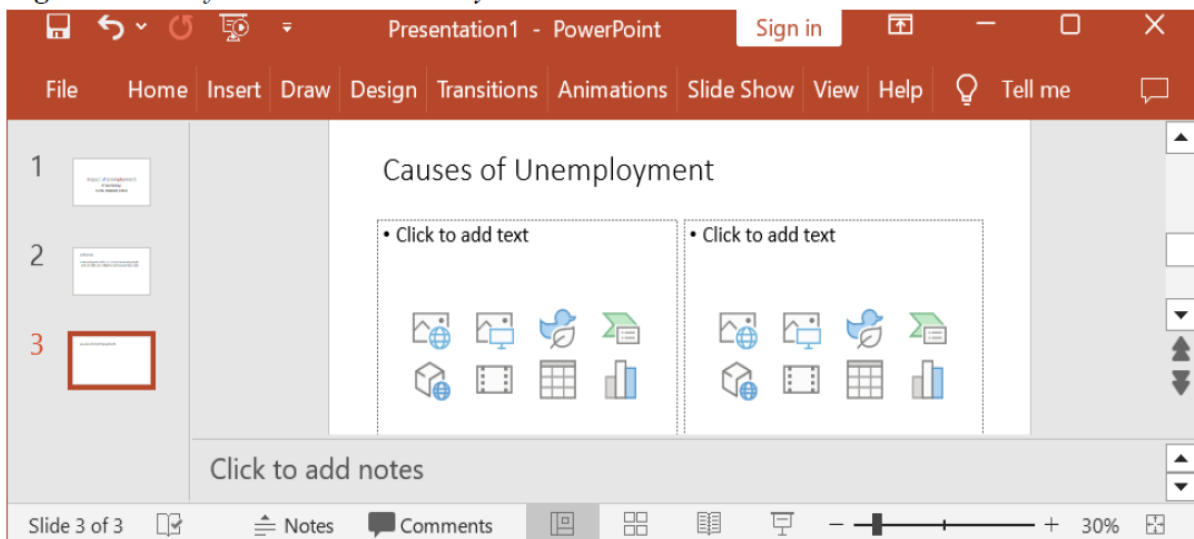 Presentation1 - PowerPoint
Sign in
File Home Insert Draw Design Transitions Animations Slide Show View Help Tell me
1
2
3
Causes of Unemployment
• Click to add text
• Click to add text
Click to add notes
Slide 3 of 3
Notes
Comments
30%